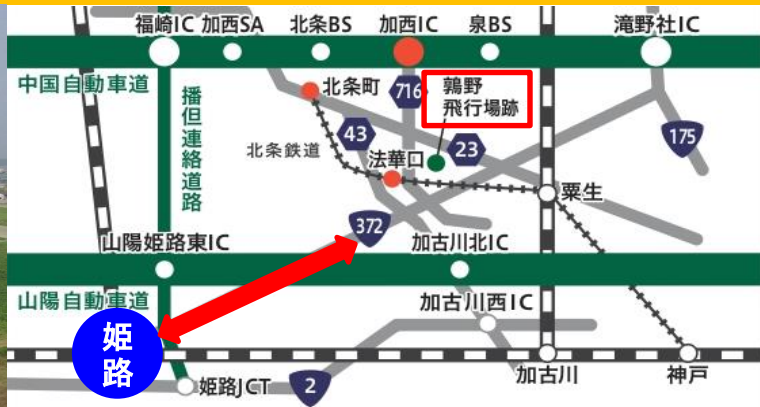 福崎IC 加西SA 北条BS 加西IC 泉BS 滝野社IC
中国自動車道
播但連絡道路
北条町
716
鶉野
飛行場跡
43
23
175
北条鉄道
法華口
粟生
372
山陽姫路東IC
加古川北IC
山陽自動車道
加古川西IC
姫路
加古川
神戸
姫路JCT
2